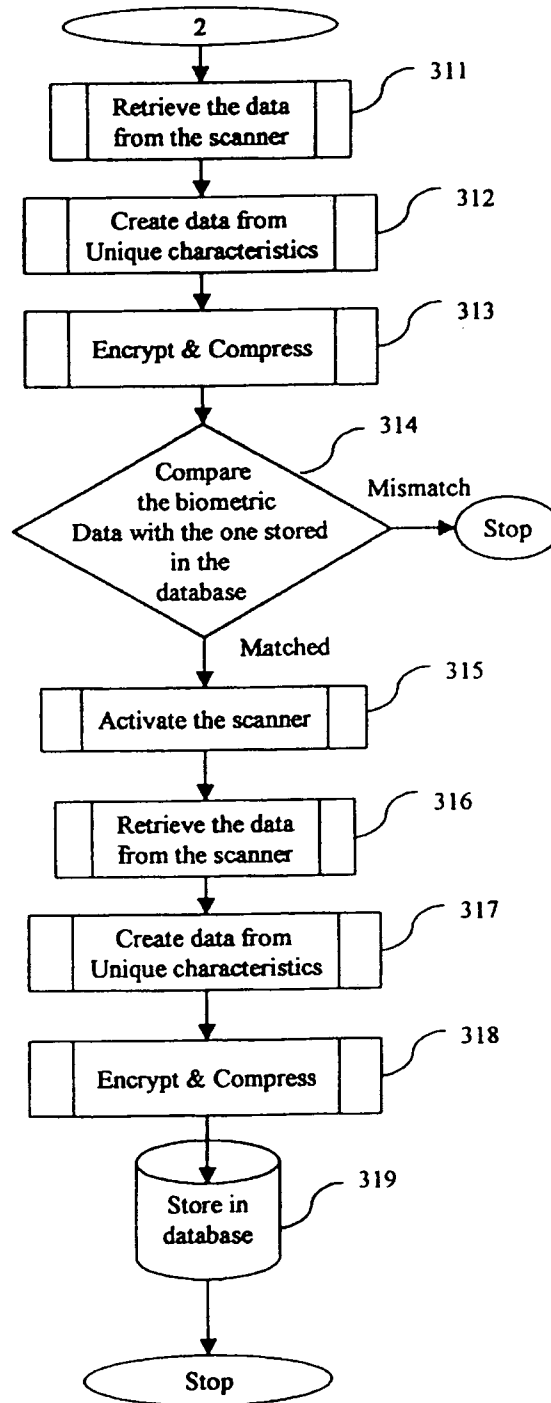 2
311
Retrieve the data
from the scanner
312
Create data from
Unique characteristics
313
Encrypt & Compress
314
Compare
the biometric
Data with the one stored
in the
database
Mismatch
Stop
Matched
315
Activate the scanner
316
Retrieve the data
from the scanner
317
Create data from
Unique characteristics
318
Encrypt & Compress
319
Store in
database
Stop